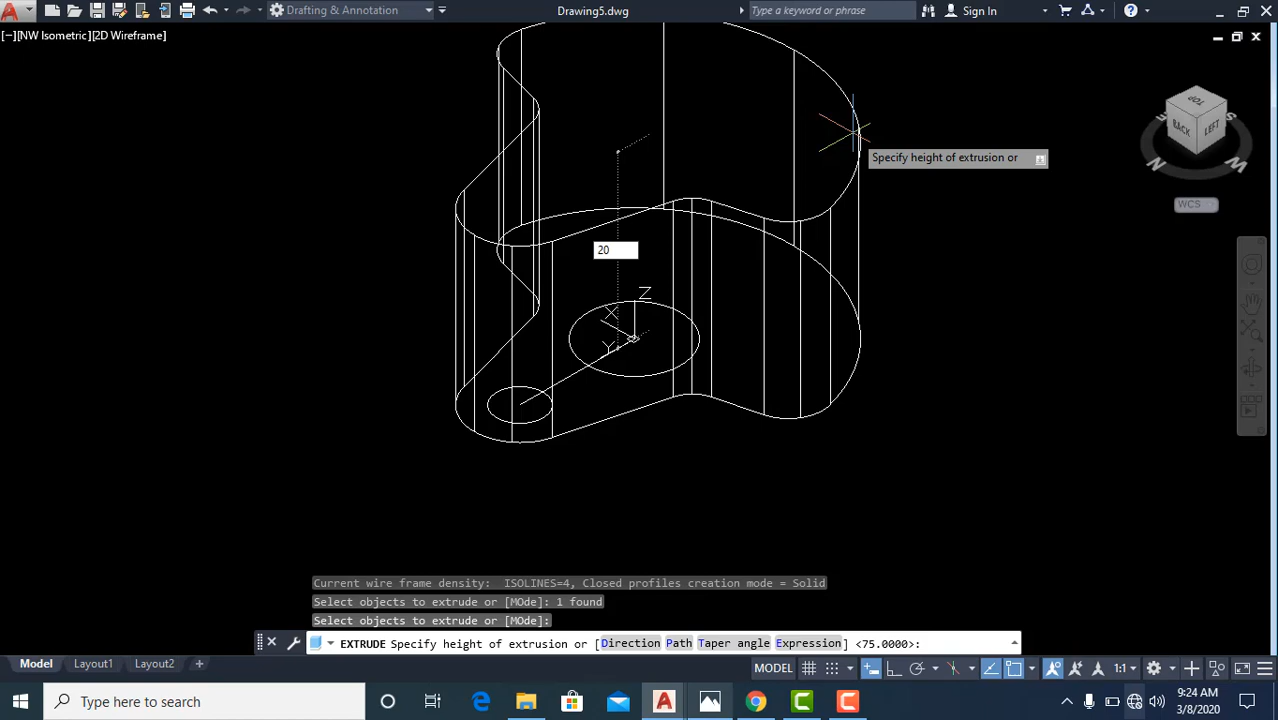 Drafting & Annotation
Drawing5.dwg
Type a keyword or phrase
Sign In
[−][NW Isometric][2D Wireframe]
TOP
BACK
LEFT
N
W
WCS
Specify height of extrusion or
20
Z
X
Y
Current wire frame density:  ISOLINES=4, Closed profiles creation mode = Solid
Select objects to extrude or [MOde]: 1 found
Select objects to extrude or [MOde]:
EXTRUDE Specify height of extrusion or [Direction Path Taper angle Expression] <75.0000>:
Model
Layout1
Layout2
MODEL
1:1
Type here to search
9:24 AM
3/8/2020